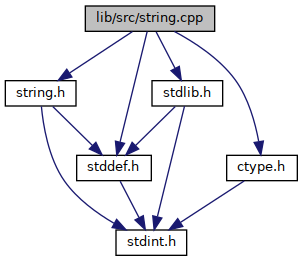 lib/src/string.cpp
string.h
stdlib.h
stddef.h
ctype.h
stdint.h